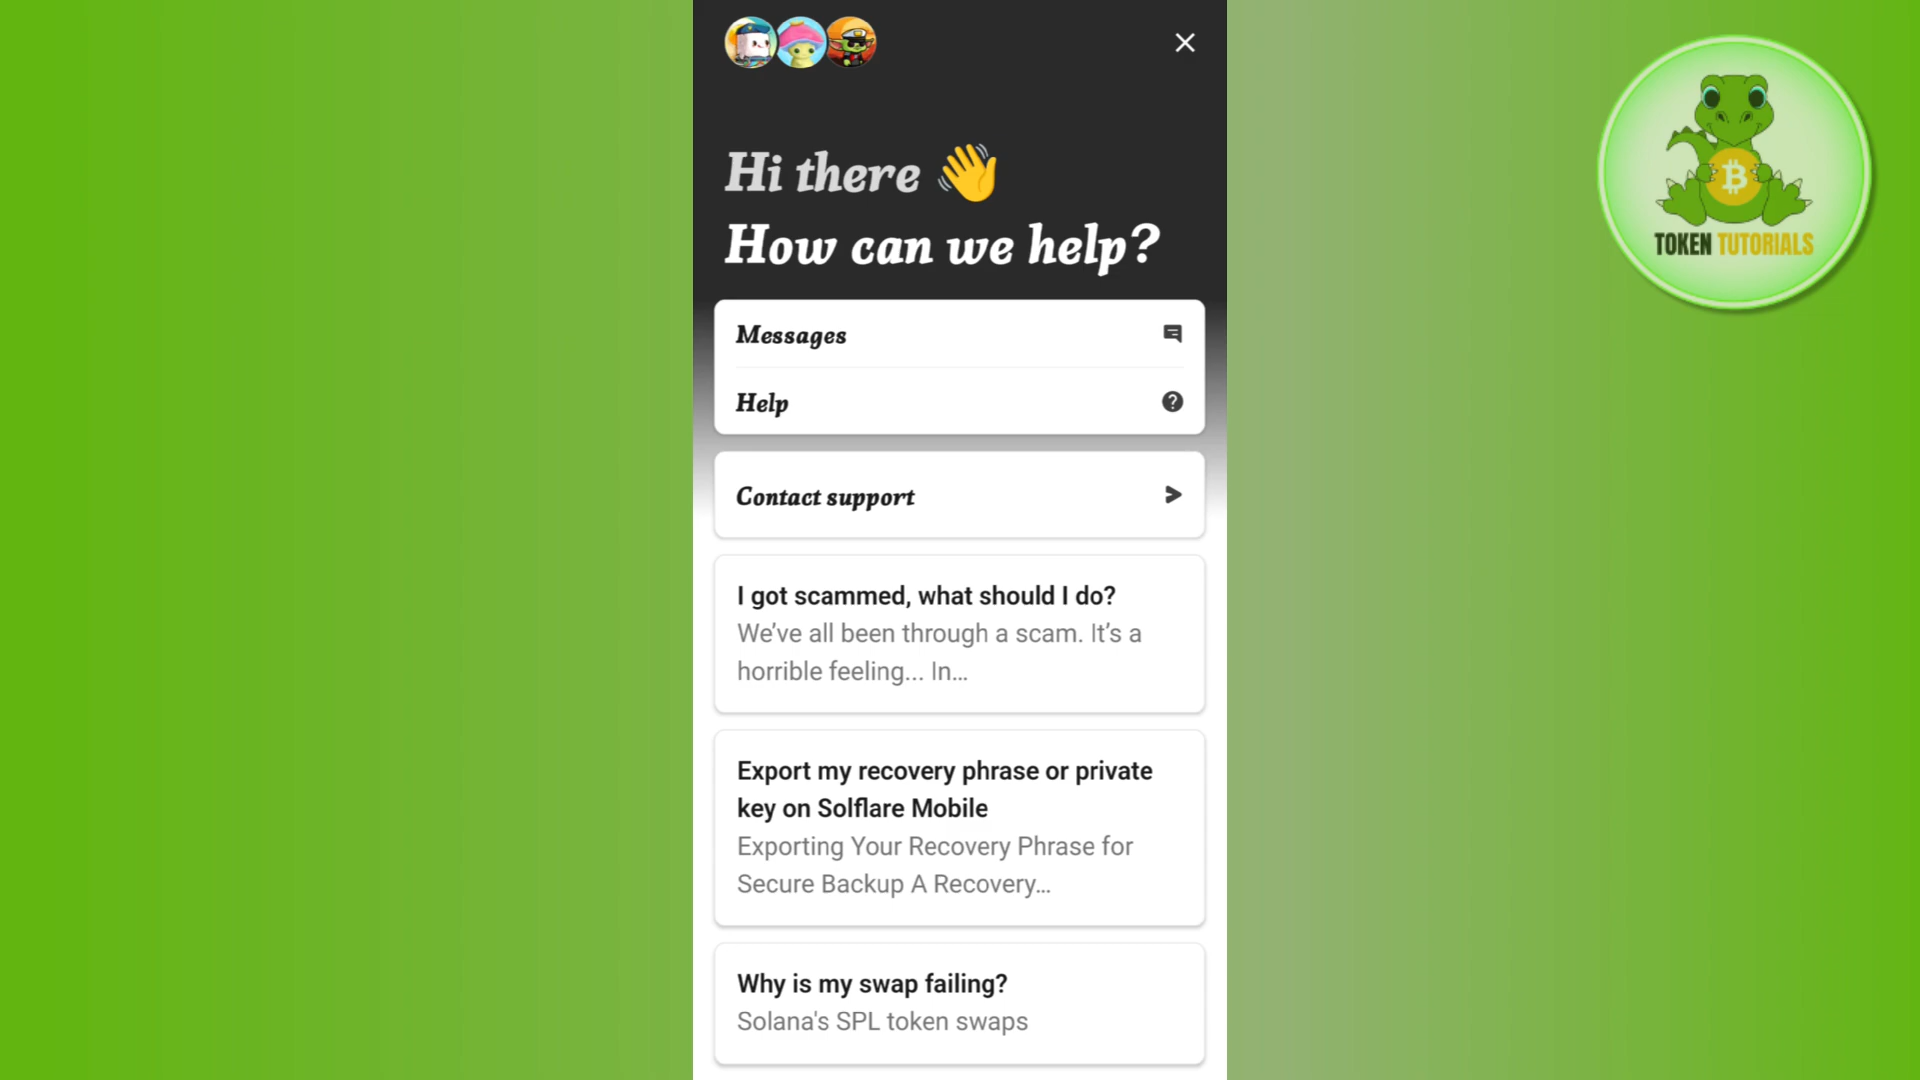 Hi there 👋
How can we help?
Messages
Help
Contact support
I got scammed, what should I do?
We’ve all been through a scam. It’s a
horrible feeling... In...
Export my recovery phrase or private
key on Solflare Mobile
Exporting Your Recovery Phrase for
Secure Backup A Recovery...
Why is my swap failing?
Solana's SPL token swaps
TOKEN TUTORIALS